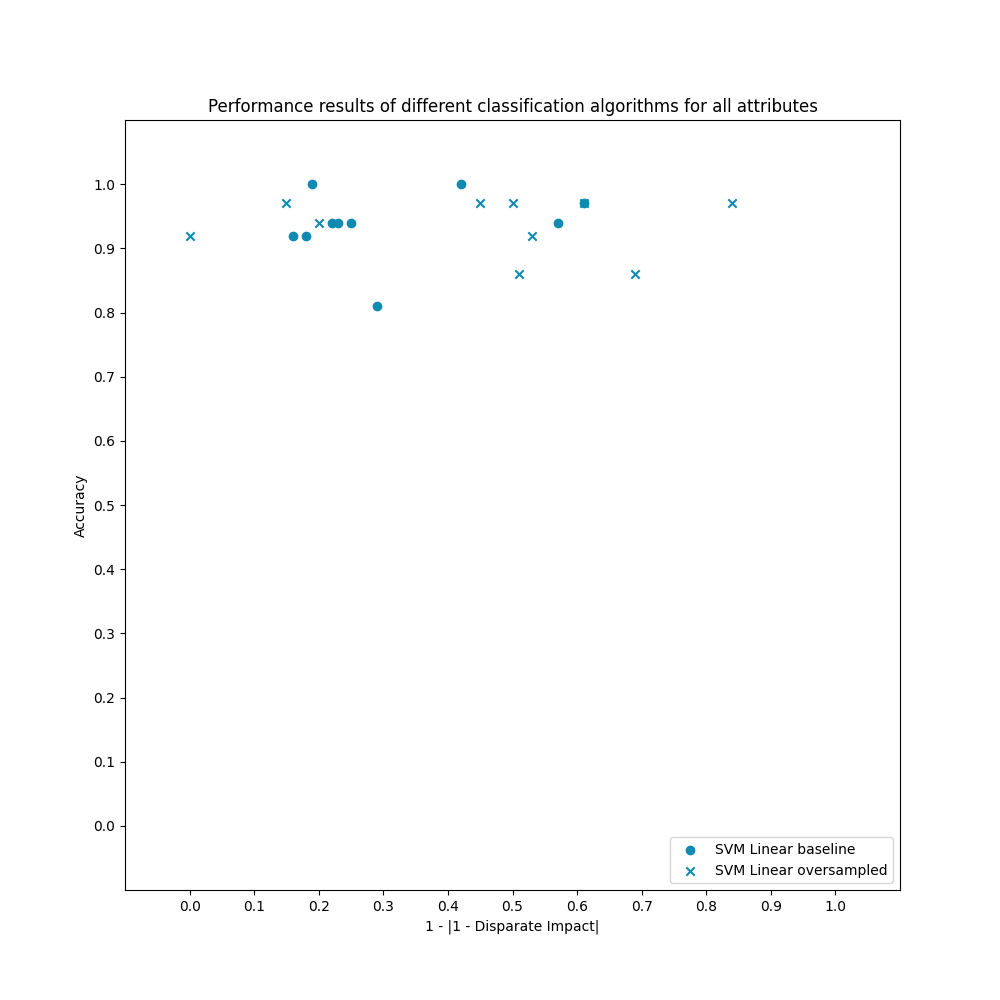 Performance results of different classification algorithms for all attributes
1.0
0.9
0.8
0.7
0.6
0.5
0.4
0.3
0.2
0.1
0.0
Accuracy
SVM Linear baseline
SVM Linear oversampled
0.0 0.1 0.2 0.3 0.4 0.5 0.6 0.7 0.8 0.9 1.0
1 - |1 - Disparate Impact|